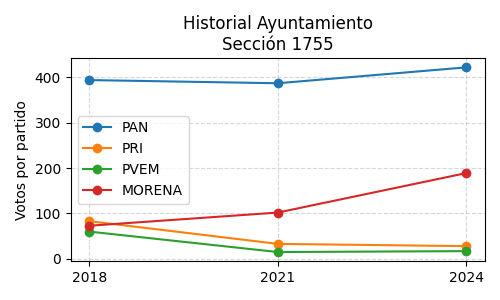 Historial Ayuntamiento
Sección 1755
Votos por partido
400
300
200
100
0
PAN
PRI
PVEM
MORENA
2018
2021
2024